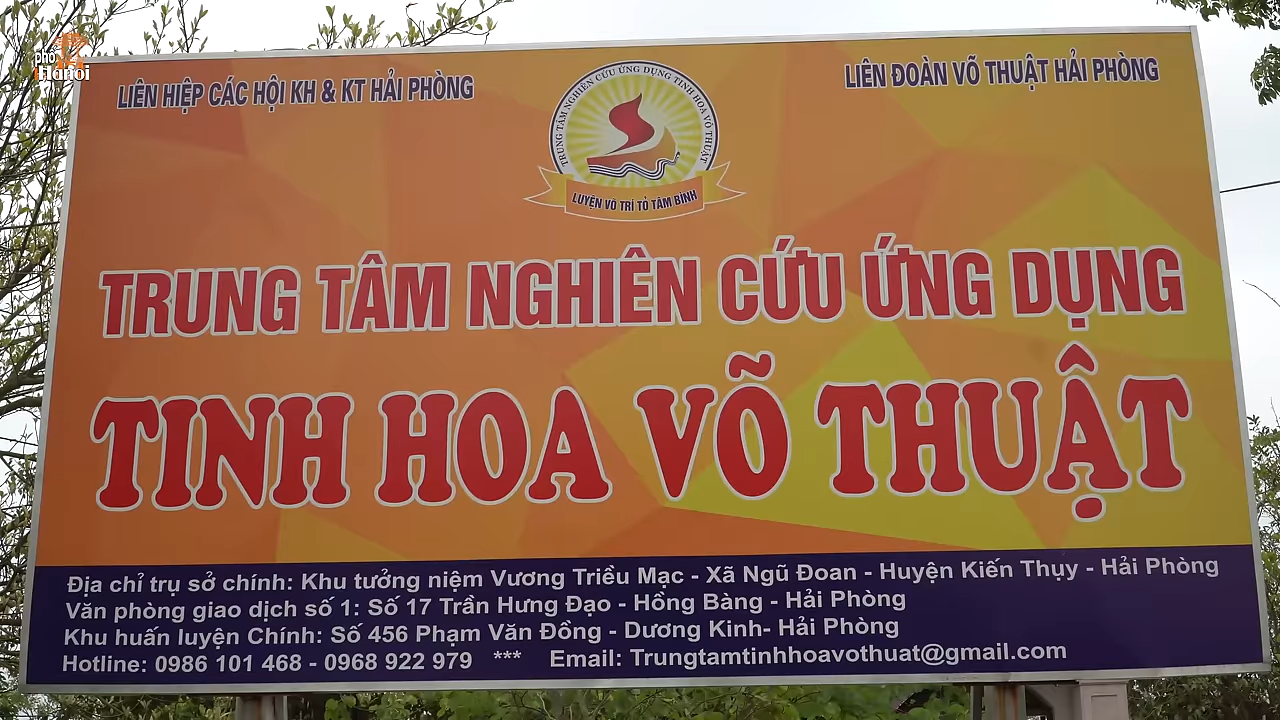 phố
Hànội
LIÊN HIỆP CÁC HỘI KH & KT HẢI PHÒNG
LIÊN ĐOÀN VÕ THUẬT HẢI PHÒNG
TRUNG TÂM NGHIÊN CỨU ỨNG DỤNG TINH HOA VÕ THUẬT
LUYỆN VÕ TRÍ TỎ TÂM BÌNH
TRUNG TÂM NGHIÊN CỨU ỨNG DỤNG
TINH HOA VÕ THUẬT
Địa chỉ trụ sở chính: Khu tưởng niệm Vương Triều Mạc - Xã Ngũ Đoan - Huyện Kiến Thụy - Hải Phòng
Văn phòng giao dịch số 1: Số 17 Trần Hưng Đạo - Hồng Bàng - Hải Phòng
Khu huấn luyện Chính: Số 456 Phạm Văn Đồng - Dương Kinh- Hải Phòng
Hotline: 0986 101 468 - 0968 922 979 *** Email: Trungtamtinhhoavothuat@gmail.com